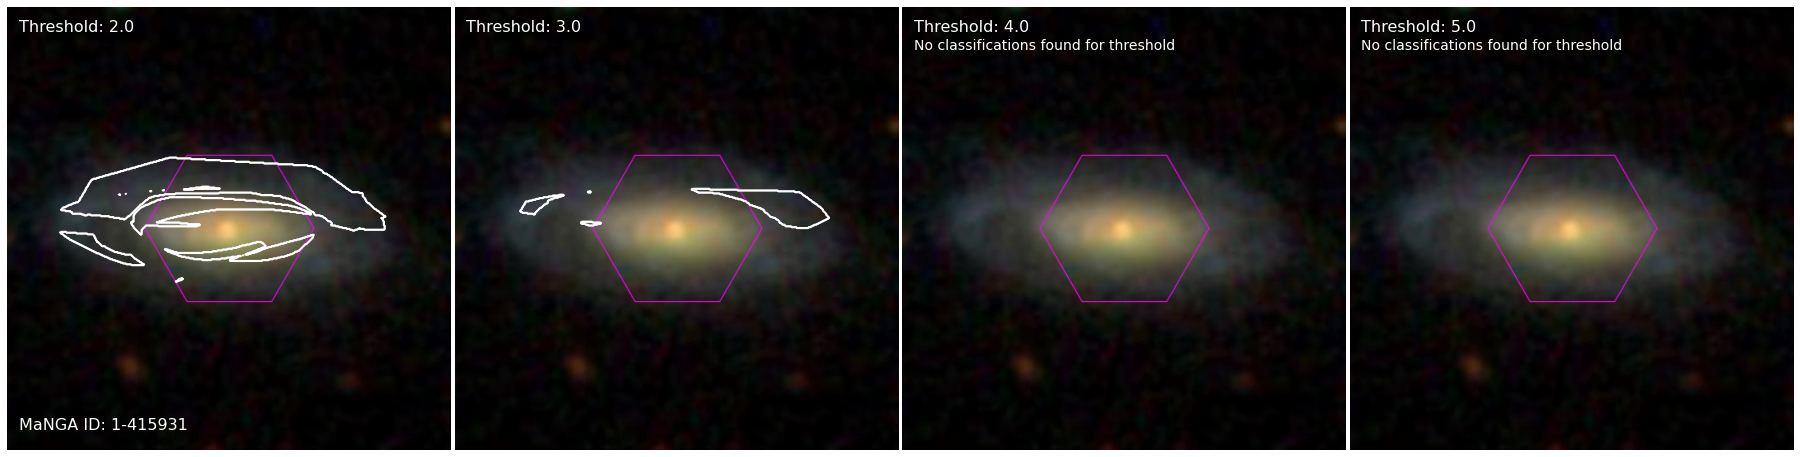 Threshold: 2.0
MaNGA ID: 1-415931
Threshold: 3.0
Threshold: 4.0
No classifications found for threshold
Threshold: 5.0
No classifications found for threshold